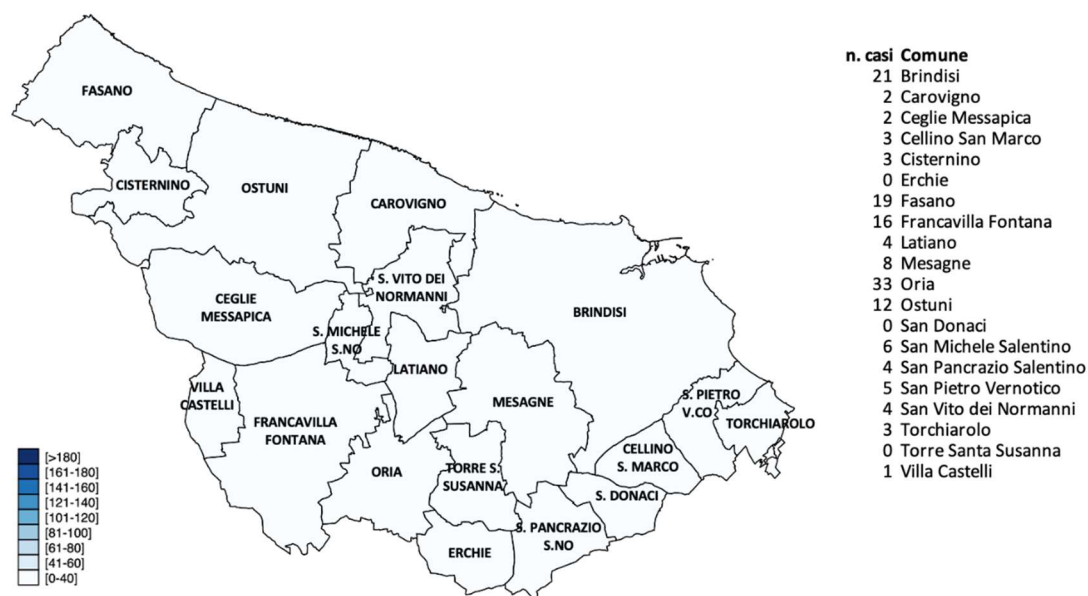 FASANO
CISTERNINO
OSTUNI
CAROVIGNO
S. VITO DEI
NORMANNI
CEGLIE
MESSAPICA
S. MICHELE
S.NO
BRINDISI
LATIANO
VILLA
CASTELLI
FRANCAVILLA
FONTANA
MESAGNE
S. PIETRO
V.CO
TORCHIAROLO
CELLINO
S. MARCO
ORIA
TORRE S.
SUSANNA
S. DONACI
S. PANCRAZIO
S.NO
ERCHIE
[>180]
[161-180]
[141-160]
[121-140]
[101-120]
[81-100]
[61-80]
[41-60]
[0-40]
n. casi Comune
21 Brindisi
2 Carovigno
2 Ceglie Messapica
3 Cellino San Marco
3 Cisternino
0 Erchie
19 Fasano
16 Francavilla Fontana
4 Latiano
8 Mesagne
33 Oria
12 Ostuni
0 San Donaci
6 San Michele Salentino
4 San Pancrazio Salentino
5 San Pietro Vernotico
4 San Vito dei Normanni
3 Torchiarolo
0 Torre Santa Susanna
1 Villa Castelli